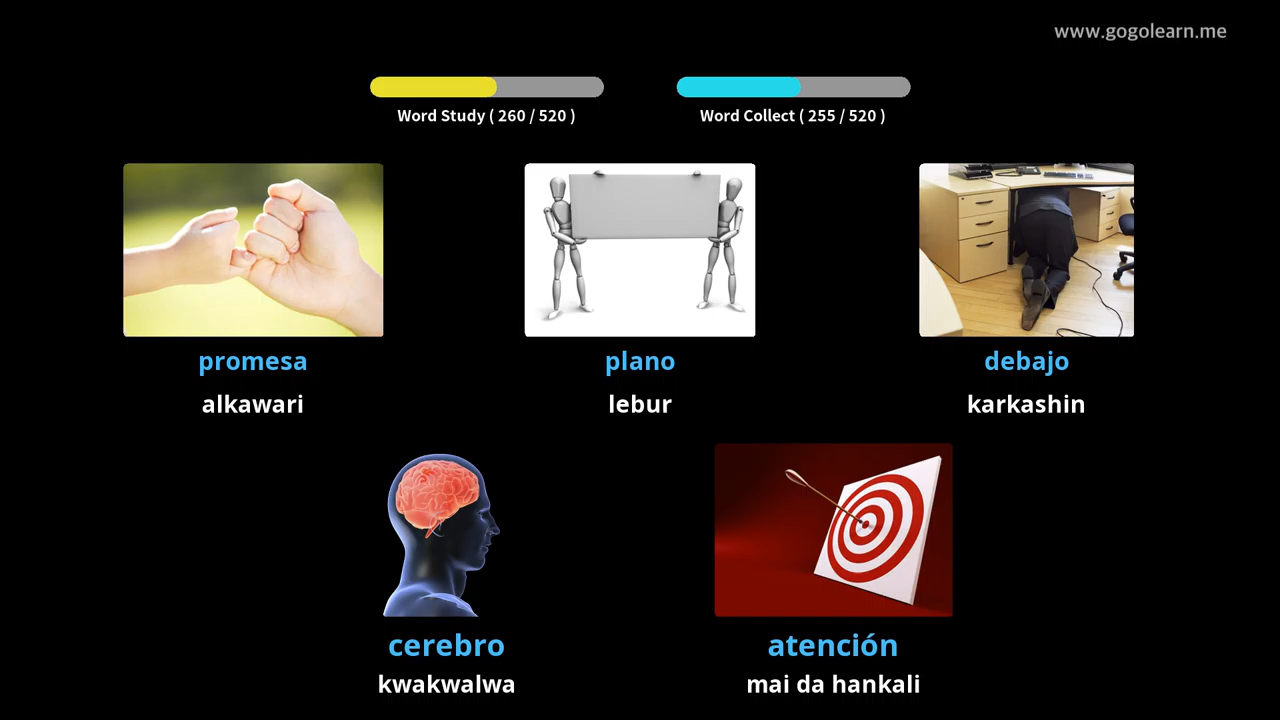 www.gogolearn.me
Word Study ( 260 / 520 )
Word Collect ( 255 / 520 )
promesa
plano
debajo
alkawari
lebur
karkashin
cerebro
atención
kwakwalwa
mai da hankali